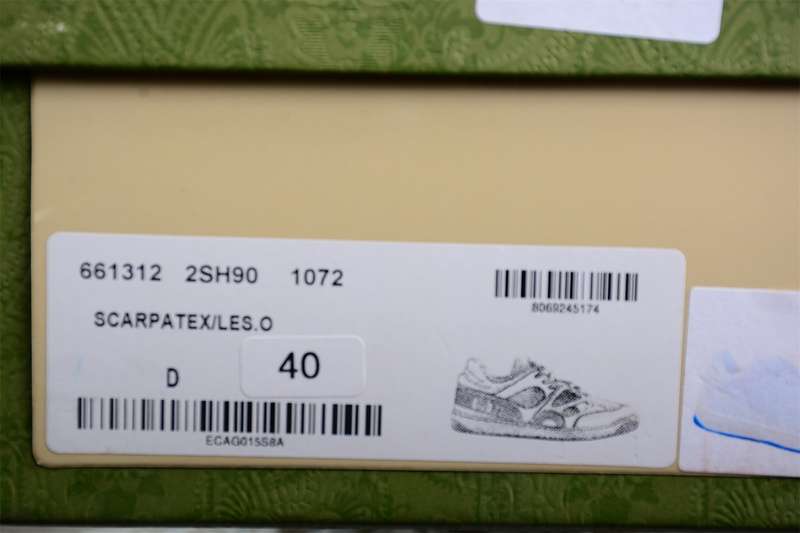 661312 2SH90 1072
8069245174
SCARPATEX/LES.O
D 40
ECAG015S8A